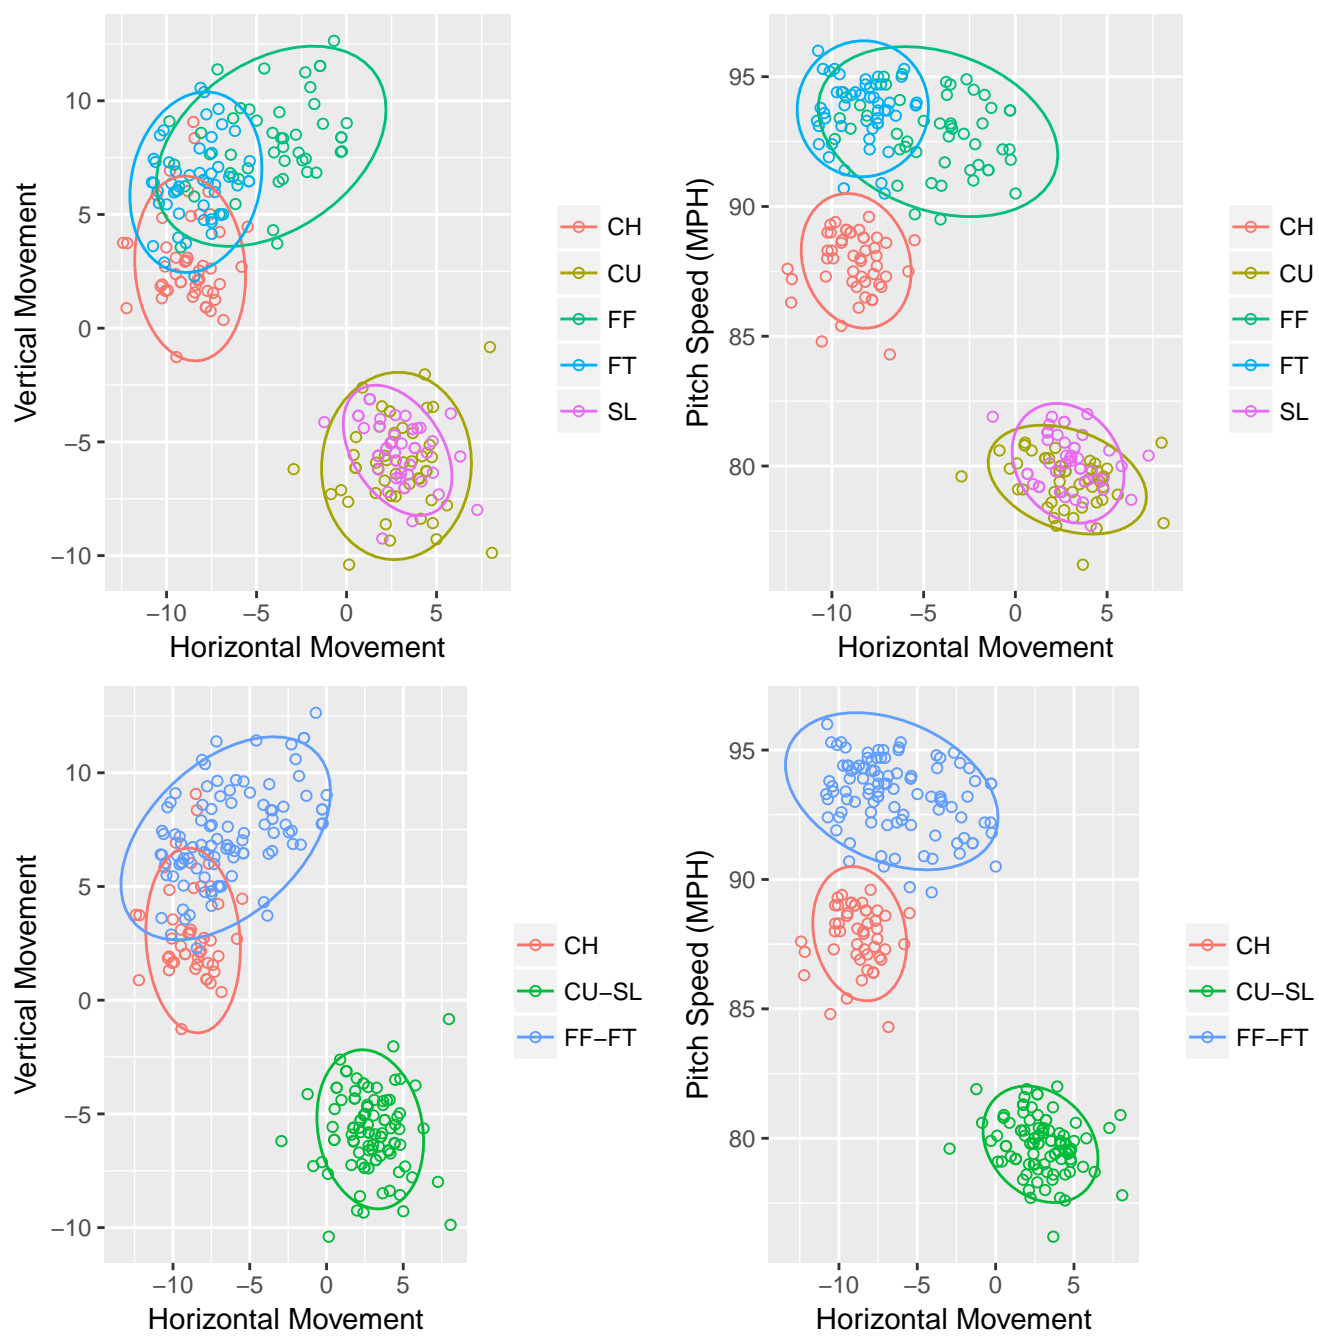 Vertical Movement
10
5
0
−5
−10
−10 −5 0 5
Horizontal Movement
CH
CU
FF
FT
SL
Pitch Speed (MPH)
95
90
85
80
−10 −5 0 5
Horizontal Movement
CH
CU
FF
FT
SL
Vertical Movement
10
5
0
−5
−10
−10 −5 0 5
Horizontal Movement
CH
CU−SL
FF−FT
Pitch Speed (MPH)
95
90
85
80
−10 −5 0 5
Horizontal Movement
CH
CU−SL
FF−FT